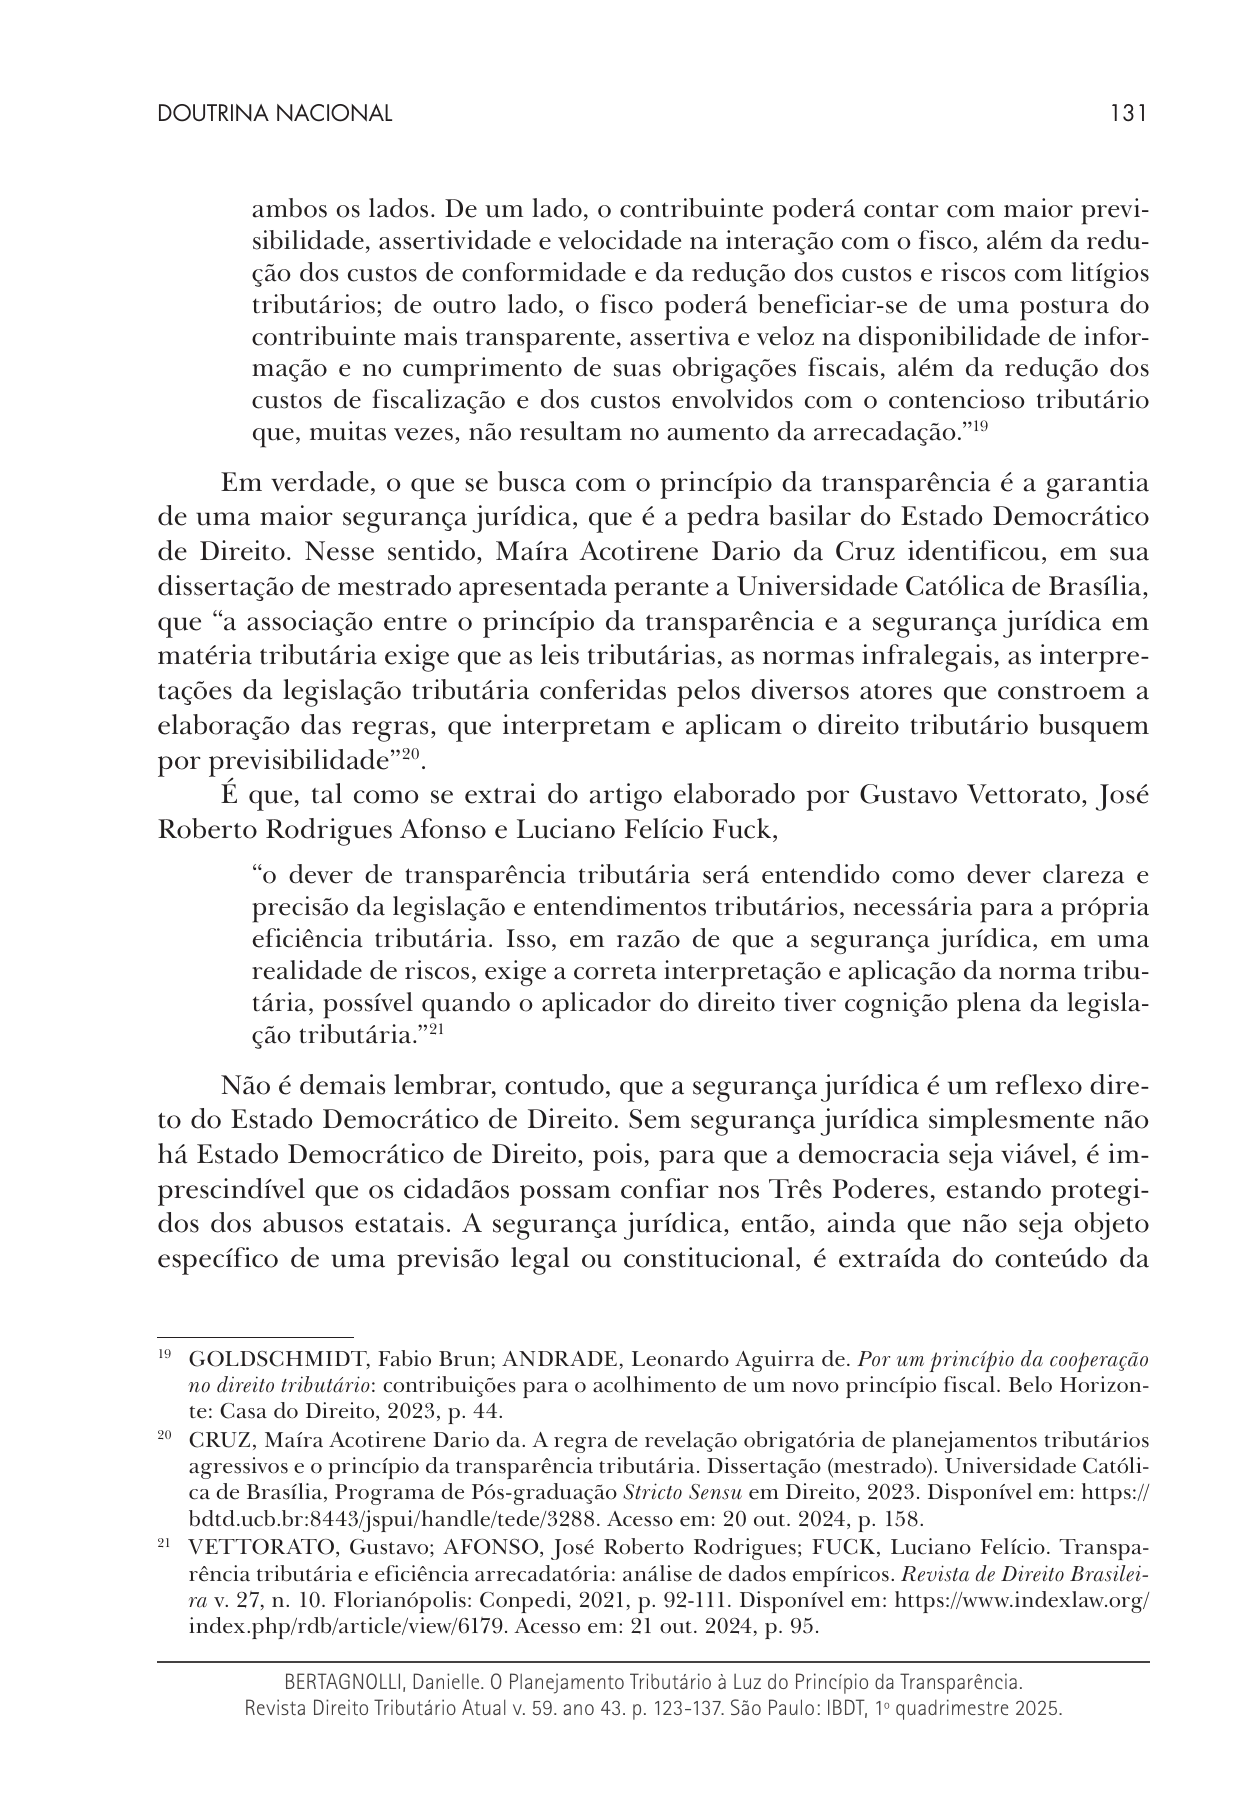 DOUTRINA NACIONAL 131
ambos os lados. De um lado, o contribuinte poderá contar com maior previ-
sibilidade, assertividade e velocidade na interação com o fisco, além da redu-
ção dos custos de conformidade e da redução dos custos e riscos com litígios
tributários; de outro lado, o fisco poderá beneficiar-se de uma postura do
contribuinte mais transparente, assertiva e veloz na disponibilidade de infor-
mação e no cumprimento de suas obrigações fiscais, além da redução dos
custos de fiscalização e dos custos envolvidos com o contencioso tributário
que, muitas vezes, não resultam no aumento da arrecadação.”19
Em verdade, o que se busca com o princípio da transparência é a garantia
de uma maior segurança jurídica, que é a pedra basilar do Estado Democrático
de Direito. Nesse sentido, Maíra Acotirene Dario da Cruz identificou, em sua
dissertação de mestrado apresentada perante a Universidade Católica de Brasília,
que “a associação entre o princípio da transparência e a segurança jurídica em
matéria tributária exige que as leis tributárias, as normas infralegais, as interpre-
tações da legislação tributária conferidas pelos diversos atores que constroem a
elaboração das regras, que interpretam e aplicam o direito tributário busquem
por previsibilidade”20.
É que, tal como se extrai do artigo elaborado por Gustavo Vettorato, José
Roberto Rodrigues Afonso e Luciano Felício Fuck,
“o dever de transparência tributária será entendido como dever clareza e
precisão da legislação e entendimentos tributários, necessária para a própria
eficiência tributária. Isso, em razão de que a segurança jurídica, em uma
realidade de riscos, exige a correta interpretação e aplicação da norma tribu-
tária, possível quando o aplicador do direito tiver cognição plena da legisla-
ção tributária.”21
Não é demais lembrar, contudo, que a segurança jurídica é um reflexo dire-
to do Estado Democrático de Direito. Sem segurança jurídica simplesmente não
há Estado Democrático de Direito, pois, para que a democracia seja viável, é im-
prescindível que os cidadãos possam confiar nos Três Poderes, estando protegi-
dos dos abusos estatais. A segurança jurídica, então, ainda que não seja objeto
específico de uma previsão legal ou constitucional, é extraída do conteúdo da
19 GOLDSCHMIDT, Fabio Brun; ANDRADE, Leonardo Aguirra de. Por um princípio da cooperação
no direito tributário: contribuições para o acolhimento de um novo princípio fiscal. Belo Horizon-
te: Casa do Direito, 2023, p. 44.
20 CRUZ, Maíra Acotirene Dario da. A regra de revelação obrigatória de planejamentos tributários
agressivos e o princípio da transparência tributária. Dissertação (mestrado). Universidade Católi-
ca de Brasília, Programa de Pós-graduação Stricto Sensu em Direito, 2023. Disponível em: https://
bdtd.ucb.br:8443/jspui/handle/tede/3288. Acesso em: 20 out. 2024, p. 158.
21 VETTORATO, Gustavo; AFONSO, José Roberto Rodrigues; FUCK, Luciano Felício. Transpa-
rência tributária e eficiência arrecadatória: análise de dados empíricos. Revista de Direito Brasilei-
ra v. 27, n. 10. Florianópolis: Conpedi, 2021, p. 92-111. Disponível em: https://www.indexlaw.org/
index.php/rdb/article/view/6179. Acesso em: 21 out. 2024, p. 95.
BERTAGNOLLI, Danielle. O Planejamento Tributário à Luz do Princípio da Transparência.
Revista Direito Tributário Atual v. 59. ano 43. p. 123-137. São Paulo: IBDT, 1º quadrimestre 2025.